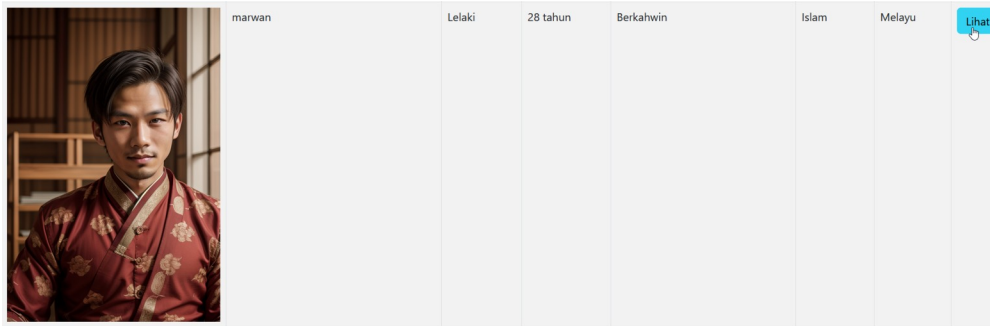 marwan
Lelaki
28 tahun
Berkahwin
Islam
Melayu
Lihat